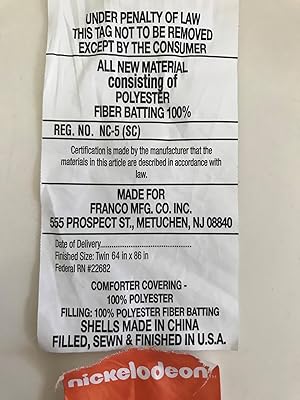 UNDER PENALTY OF LAW
THIS TAG NOT TO BE REMOVED
EXCEPT BY THE CONSUMER
ALL NEW MATERIAL
consisting of
POLYESTER
FIBER BATTING 100%
REG. NO. NC-5 (SC)
Certification is made by the manufacturer that the
materials in this article are described in accordance with
law.
MADE FOR
FRANCO MFG. CO. INC.
555 PROSPECT ST., METUCHEN, NJ 08840
Date of Delivery..........................................
Finished Size: Twin 64 in x 86 in
Federal RN #22682
COMFORTER COVERING -
100% POLYESTER
FILLING: 100% POLYESTER FIBER BATTING
SHELLS MADE IN CHINA
FILLED, SEWN & FINISHED IN U.S.A.
nickelodeon